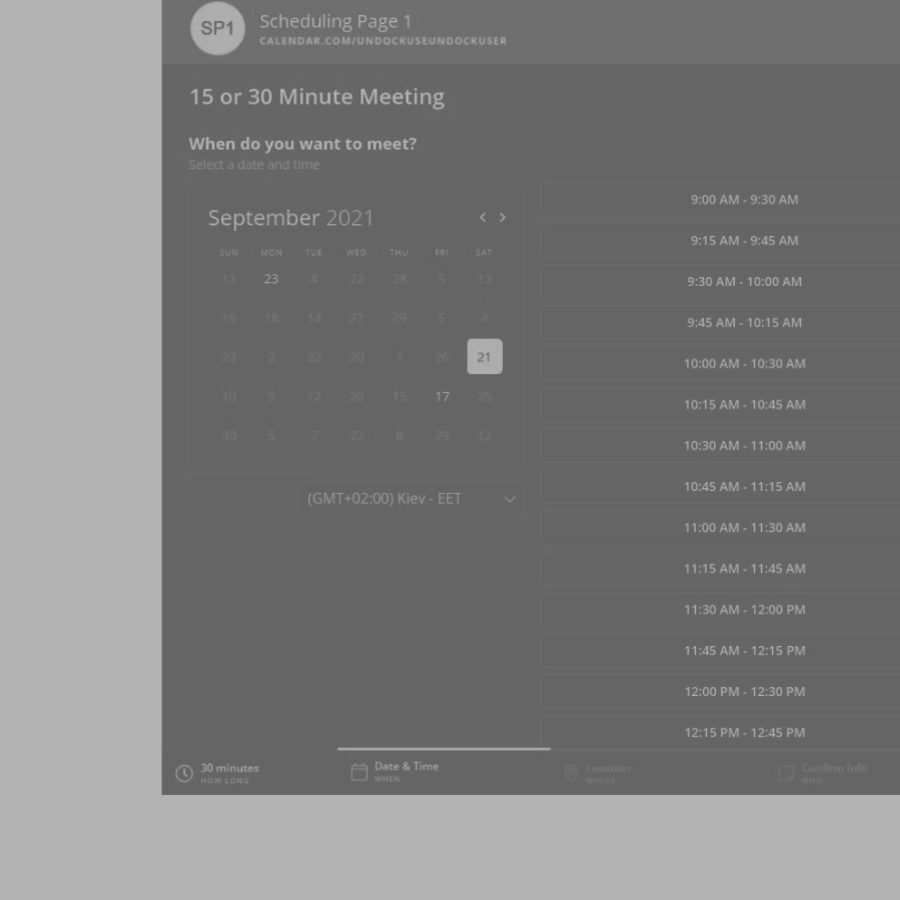 SP1
Scheduling Page 1
CALENDAR.COM/UNDOCKUSEUNDOCKUSER
15 or 30 Minute Meeting
When do you want to meet?
Select a date and time
September 2021
SUN MON TUE WED THU FRI SAT
13 23 4 22 28 5 13
18 18 14 27 29 5 4
23 2 22 20 1 26 21
10 3 12 20 15 17 25
30 5 7 22 8 29 12
(GMT+02:00) Kiev - EET
9:00 AM - 9:30 AM
9:15 AM - 9:45 AM
9:30 AM - 10:00 AM
9:45 AM - 10:15 AM
10:00 AM - 10:30 AM
10:15 AM - 10:45 AM
10:30 AM - 11:00 AM
10:45 AM - 11:15 AM
11:00 AM - 11:30 AM
11:15 AM - 11:45 AM
11:30 AM - 12:00 PM
11:45 AM - 12:15 PM
12:00 PM - 12:30 PM
12:15 PM - 12:45 PM
30 minutes
HOW LONG
Date & Time
WHEN
Location
WHERE
Confirm Info
WHO